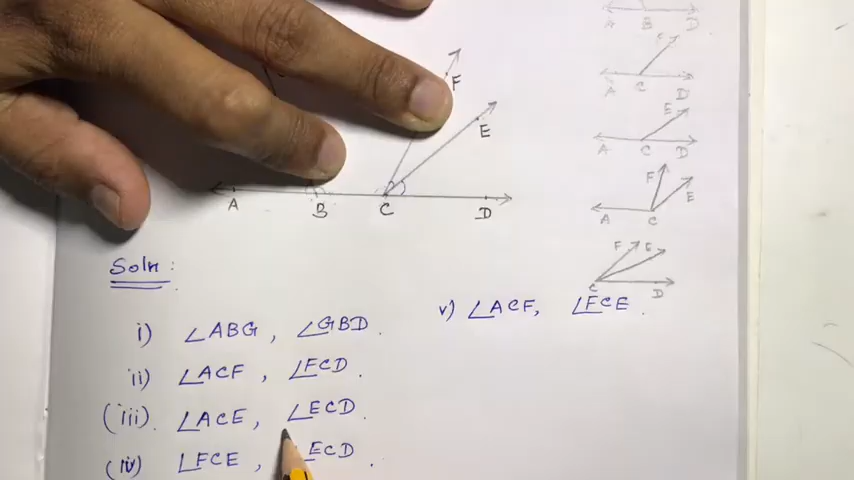 A B D
F
A C D
E
A C D
F
E
A C
F E
C D
F
E
A B C D
Soln :
i) ∠ABG , ∠GBD .
v) ∠ACF, ∠FCE .
ii) ∠ACF , ∠FCD .
(iii). ∠ACE , ∠ECD .
(iv) ∠FCE , ECD .